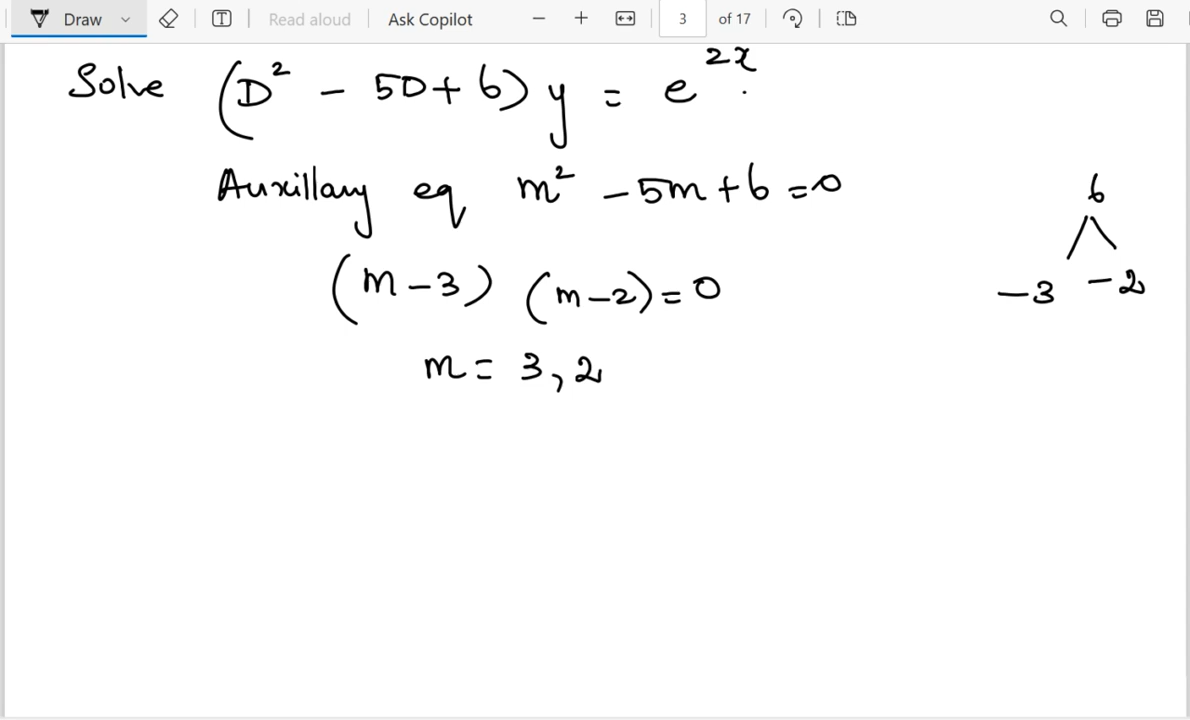 Draw Read aloud Ask Copilot 3 of 17
Solve (D² - 5D + 6) y = e^{2x}.
Auxillary eq m² - 5m + 6 = 0
6
(m - 3) (m - 2) = 0
-3 -2
m = 3, 2